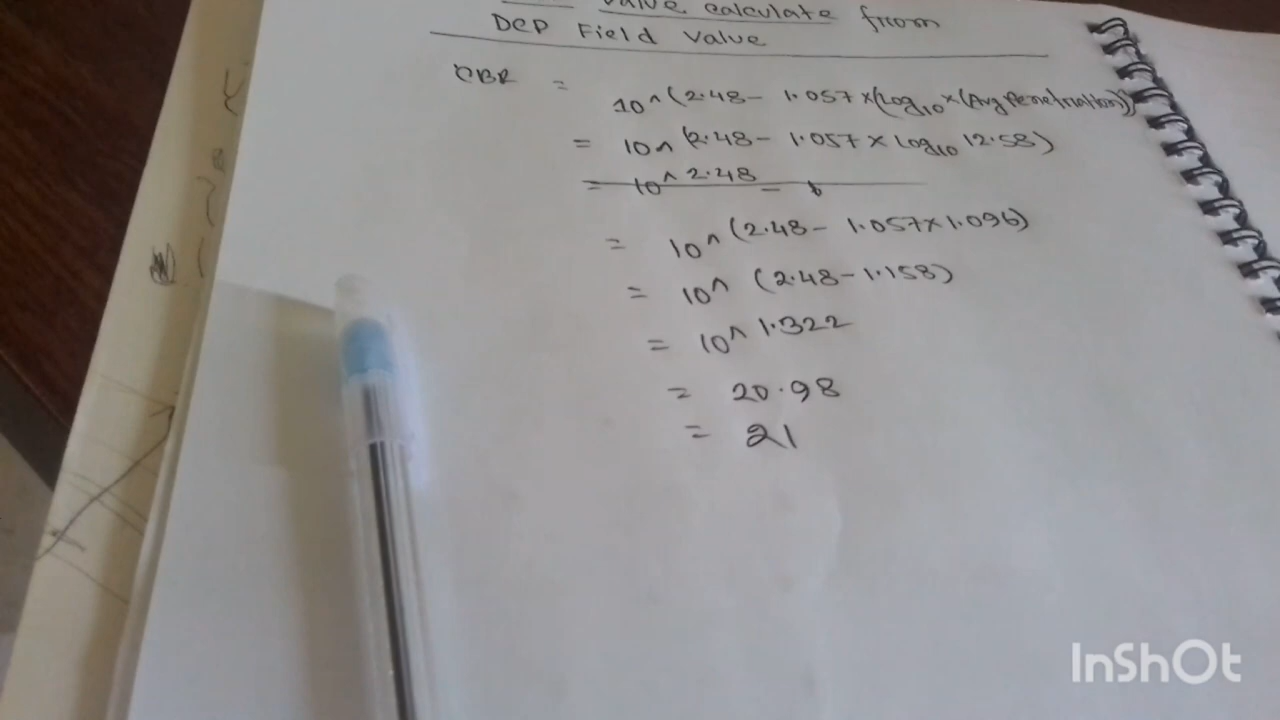 Value calculate from
DCP Field Value
CBR = 10^(2.48 - 1.057 x(Log10 x (Avg Penetration))
= 10^(2.48 - 1.057 x Log10 12.58)
= 10^ 2.48 -
= 10^(2.48 - 1.057x1.096)
= 10^ (2.48-1.158)
= 10^ 1.322
= 20.98
= 21
InShOt